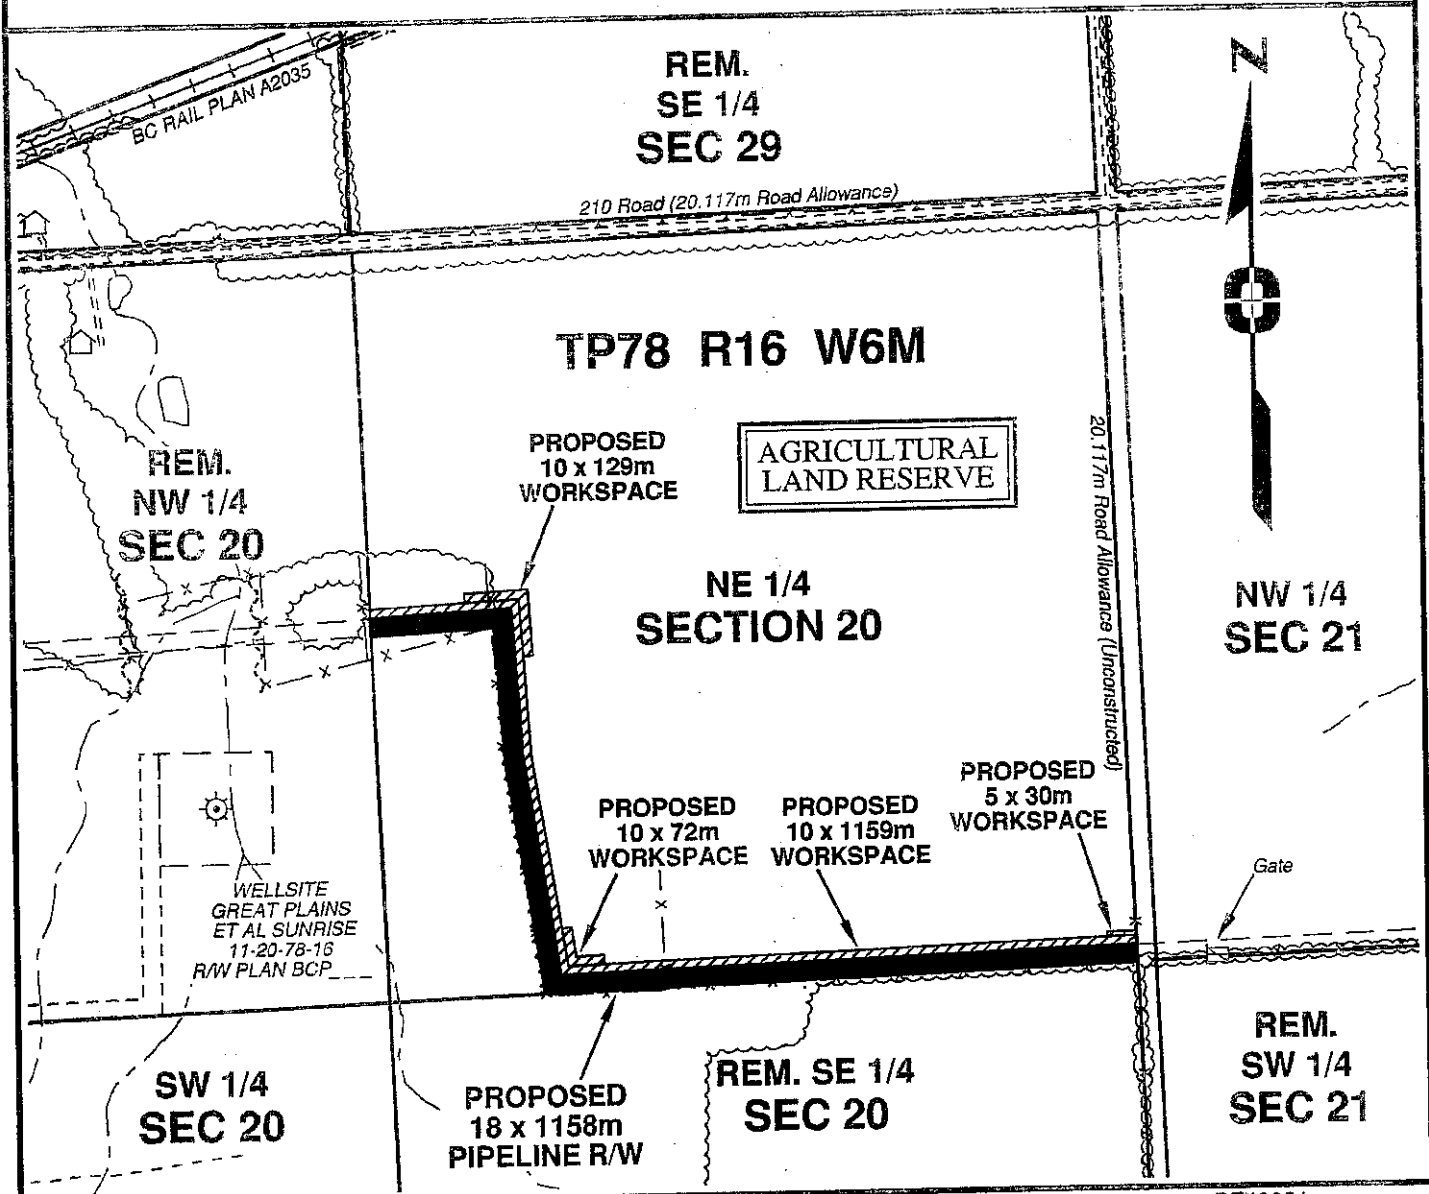 REM.
SE 1/4
SEC 29
BC RAIL PLAN A2035
N
210 Road (20.117m Road Allowance)
TP78 R16 W6M
AGRICULTURAL
LAND RESERVE
PROPOSED
10 x 129m
WORKSPACE
REM.
NW 1/4
SEC 20
20.117m Road Allowance (Unconstructed)
NE 1/4
SECTION 20
NW 1/4
SEC 21
PROPOSED
10 x 72m
WORKSPACE
PROPOSED
10 x 1159m
WORKSPACE
PROPOSED
5 x 30m
WORKSPACE
Gate
WELLSITE
GREAT PLAINS
ET AL SUNRISE
11-20-78-16
R/W PLAN BCP____
SW 1/4
SEC 20
PROPOSED
18 x 1158m
PIPELINE R/W
REM. SE 1/4
SEC 20
REM.
SW 1/4
SEC 21